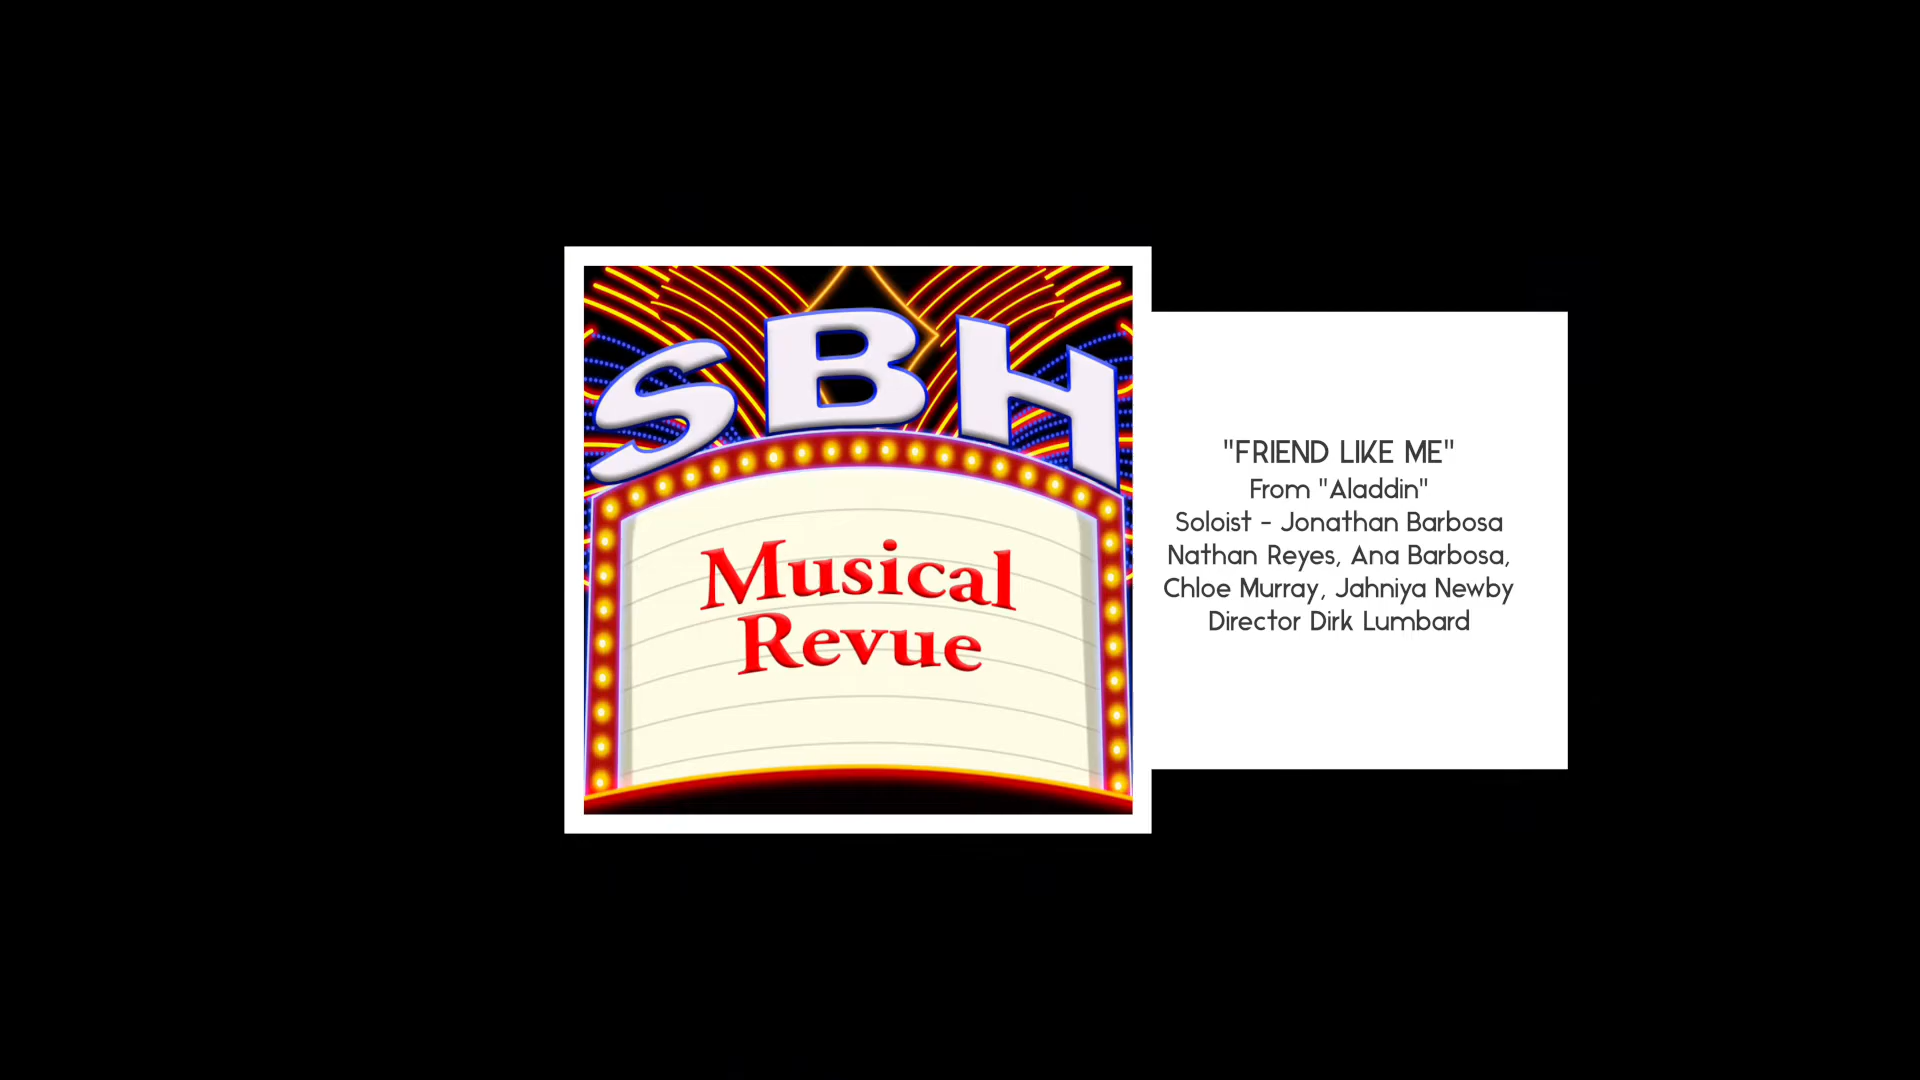 SBH
Musical
Revue
"FRIEND LIKE ME"
From "Aladdin"
Soloist - Jonathan Barbosa
Nathan Reyes, Ana Barbosa,
Chloe Murray, Jahniya Newby
Director Dirk Lumbard